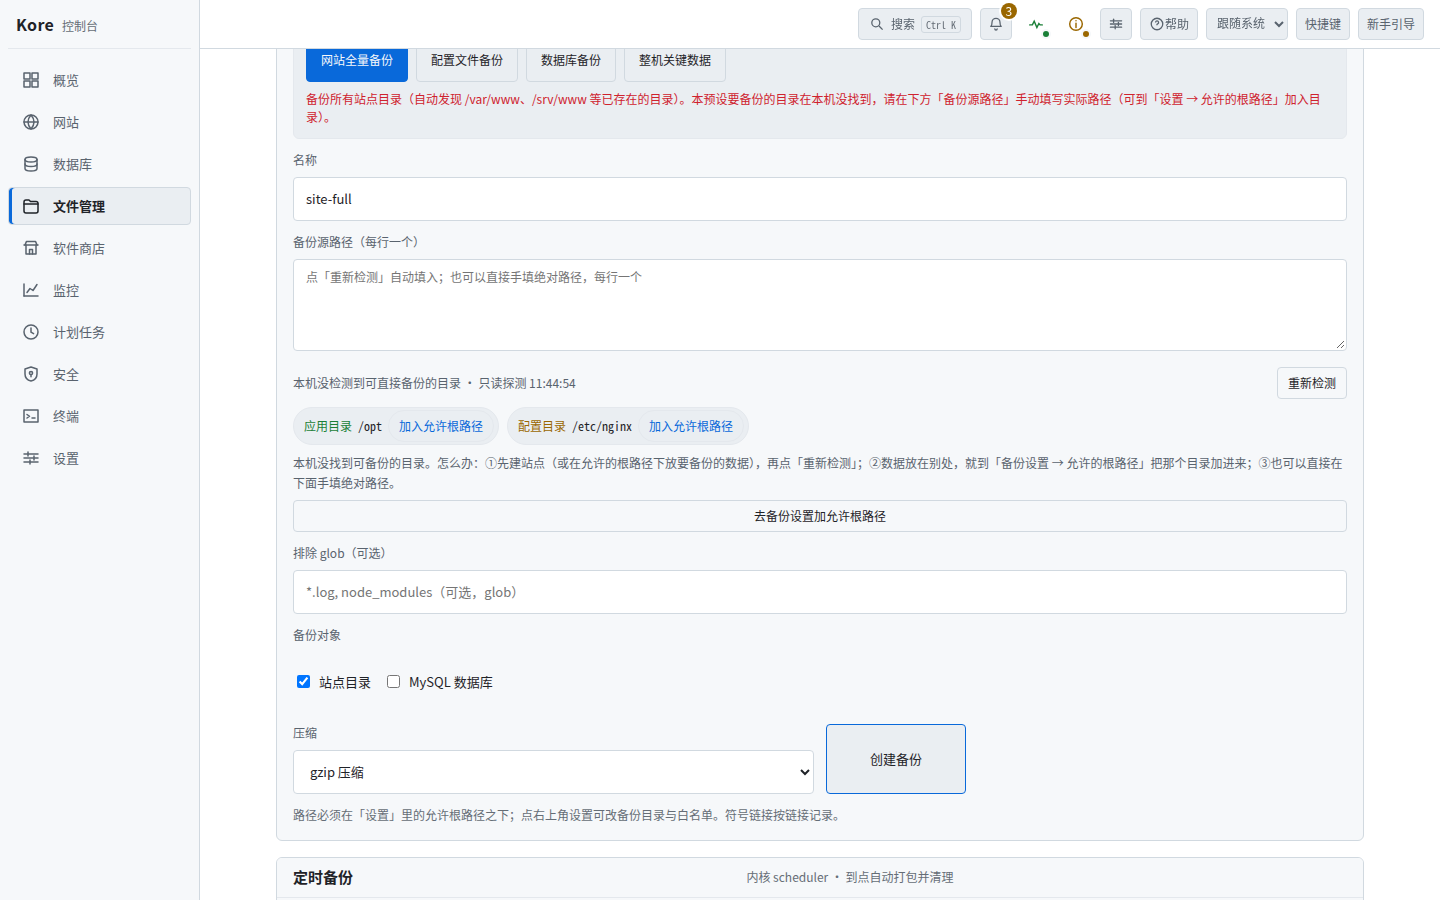 Kore 控制台
搜索 Ctrl K
3
帮助
跟随系统
快捷键
新手引导
概览
网站
数据库
文件管理
软件商店
监控
计划任务
安全
终端
设置
网站全量备份
配置文件备份
数据库备份
整机关键数据
备份所有站点目录（自动发现 /var/www、/srv/www 等已存在的目录）。本预设要备份的目录在本机没找到，请在下方「备份源路径」手动填写实际路径（可到「设置 → 允许的根路径」加入目
录）。
名称
site-full
备份源路径（每行一个）
点「重新检测」自动填入；也可以直接手填绝对路径，每行一个
本机没检测到可直接备份的目录 · 只读探测 11:44:54
重新检测
应用目录 /opt 加入允许根路径
配置目录 /etc/nginx 加入允许根路径
本机没找到可备份的目录。怎么办：①先建站点（或在允许的根路径下放要备份的数据），再点「重新检测」；②数据放在别处，就到「备份设置 → 允许的根路径」把那个目录加进来；③也可以直接在
下面手填绝对路径。
去备份设置加允许根路径
排除 glob（可选）
*.log, node_modules（可选，glob）
备份对象
站点目录
MySQL 数据库
压缩
gzip 压缩
创建备份
路径必须在「设置」里的允许根路径之下；点右上角设置可改备份目录与白名单。符号链接按链接记录。
定时备份
内核 scheduler · 到点自动打包并清理